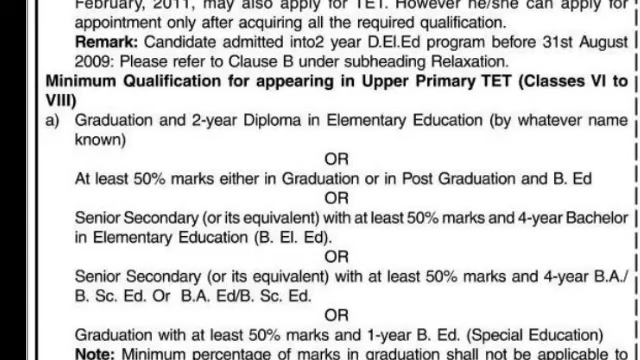 February, 2011, may also apply for TET. However he/she can apply for
appointment only after acquiring all the required qualification.
Remark: Candidate admitted into2 year D.El.Ed program before 31st August
2009: Please refer to Clause B under subheading Relaxation.
Minimum Qualification for appearing in Upper Primary TET (Classes VI to
VIII)
a) Graduation and 2-year Diploma in Elementary Education (by whatever name
known)
OR
At least 50% marks either in Graduation or in Post Graduation and B. Ed
OR
Senior Secondary (or its equivalent) with at least 50% marks and 4-year Bachelor
in Elementary Education (B. El. Ed).
OR
Senior Secondary (or its equivalent) with at least 50% marks and 4-year B.A./
B. Sc. Ed. Or B.A. Ed/B. Sc. Ed.
OR
Graduation with at least 50% marks and 1-year B. Ed. (Special Education)
Note: Minimum percentage of marks in graduation shall not be applicable to